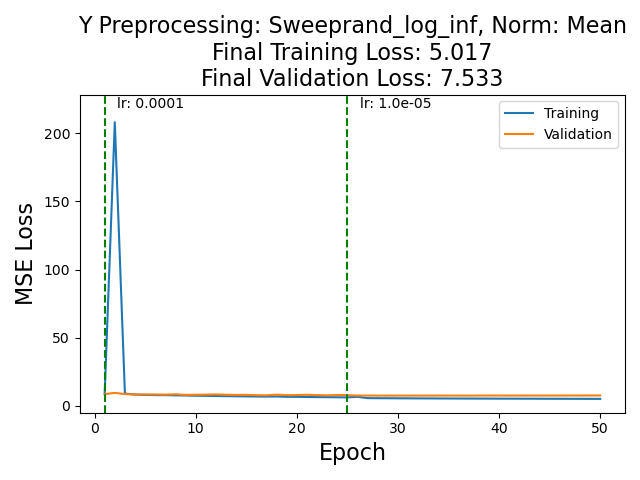 Y Preprocessing: Sweeprand_log_inf, Norm: Mean
Final Training Loss: 5.017
Final Validation Loss: 7.533
lr: 0.0001
lr: 1.0e-05
Training
Validation
MSE Loss
200
150
100
50
0
0
10
20
30
40
50
Epoch